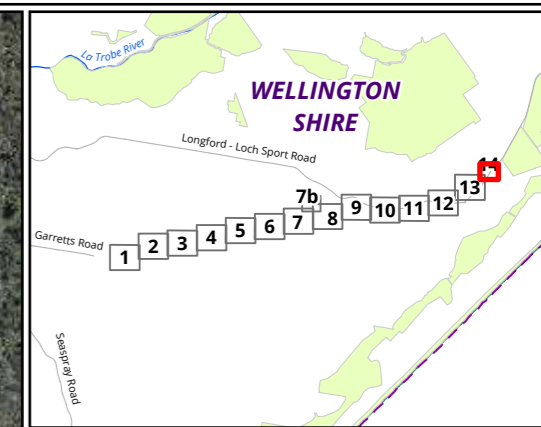 La Trobe River
WELLINGTON
SHIRE
Longford - Loch Sport Road
14
13
7b
12
11
10
9
8
7
6
5
4
3
2
1
Garretts Road
Seaspray Road